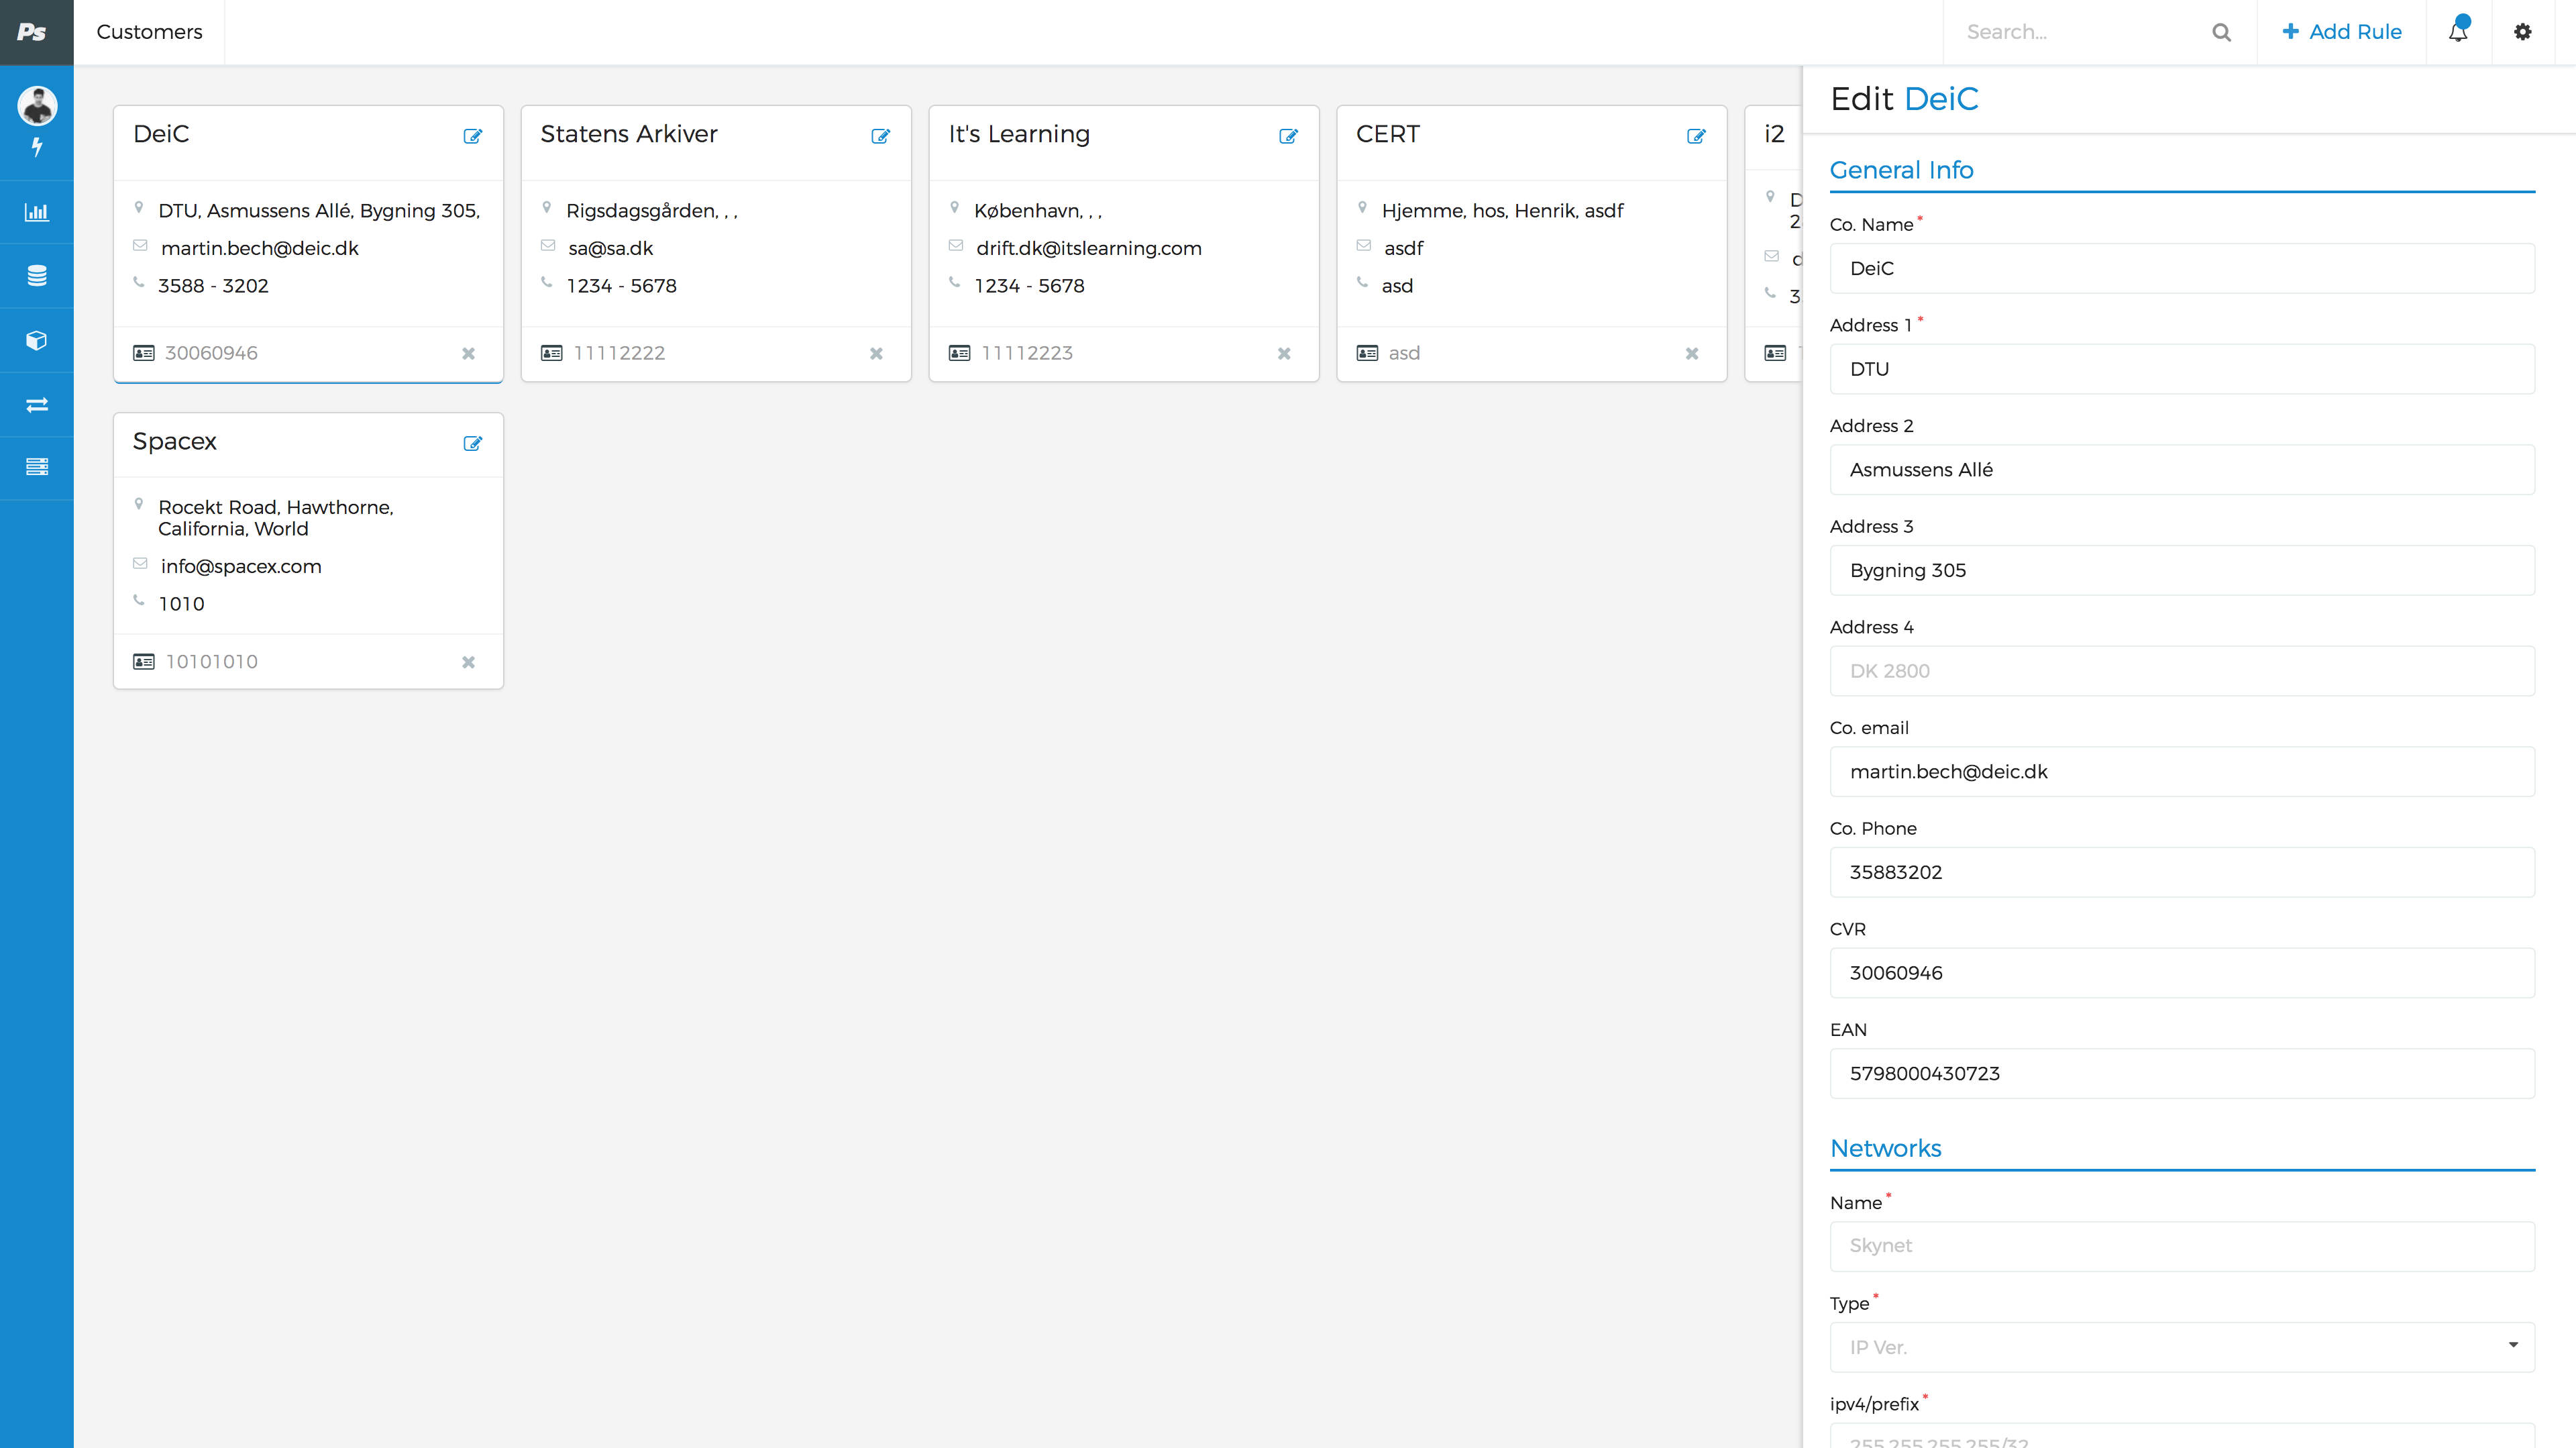 Ps
Customers
Search...
Add Rule
DeiC
DTU, Asmussens Allé, Bygning 305,
martin.bech@deic.dk
3588 - 3202
30060946
Statens Arkiver
Rigsdagsgården, , ,
sa@sa.dk
1234 - 5678
11112222
It's Learning
København, , ,
drift.dk@itslearning.com
1234 - 5678
11112223
CERT
Hjemme, hos, Henrik, asdf
asdf
asd
asd
i2
Spacex
Rocekt Road, Hawthorne,
California, World
info@spacex.com
1010
10101010
Edit DeiC
General Info
Co. Name*
DeiC
Address 1*
DTU
Address 2
Asmussens Allé
Address 3
Bygning 305
Address 4
DK 2800
Co. email
martin.bech@deic.dk
Co. Phone
35883202
CVR
30060946
EAN
5798000430723
Networks
Name*
Skynet
Type*
IP Ver.
ipv4/prefix*
255.255.255.255/32